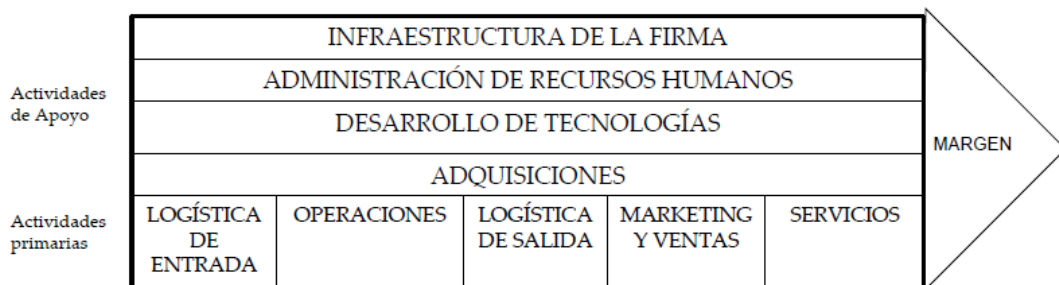 INFRAESTRUCTURA DE LA FIRMA
ADMINISTRACIÓN DE RECURSOS HUMANOS
Actividades
de Apoyo
DESARROLLO DE TECNOLOGÍAS
MARGEN
ADQUISICIONES
Actividades
primarias
LOGÍSTICA
DE
ENTRADA
OPERACIONES
LOGÍSTICA
DE SALIDA
MARKETING
Y VENTAS
SERVICIOS